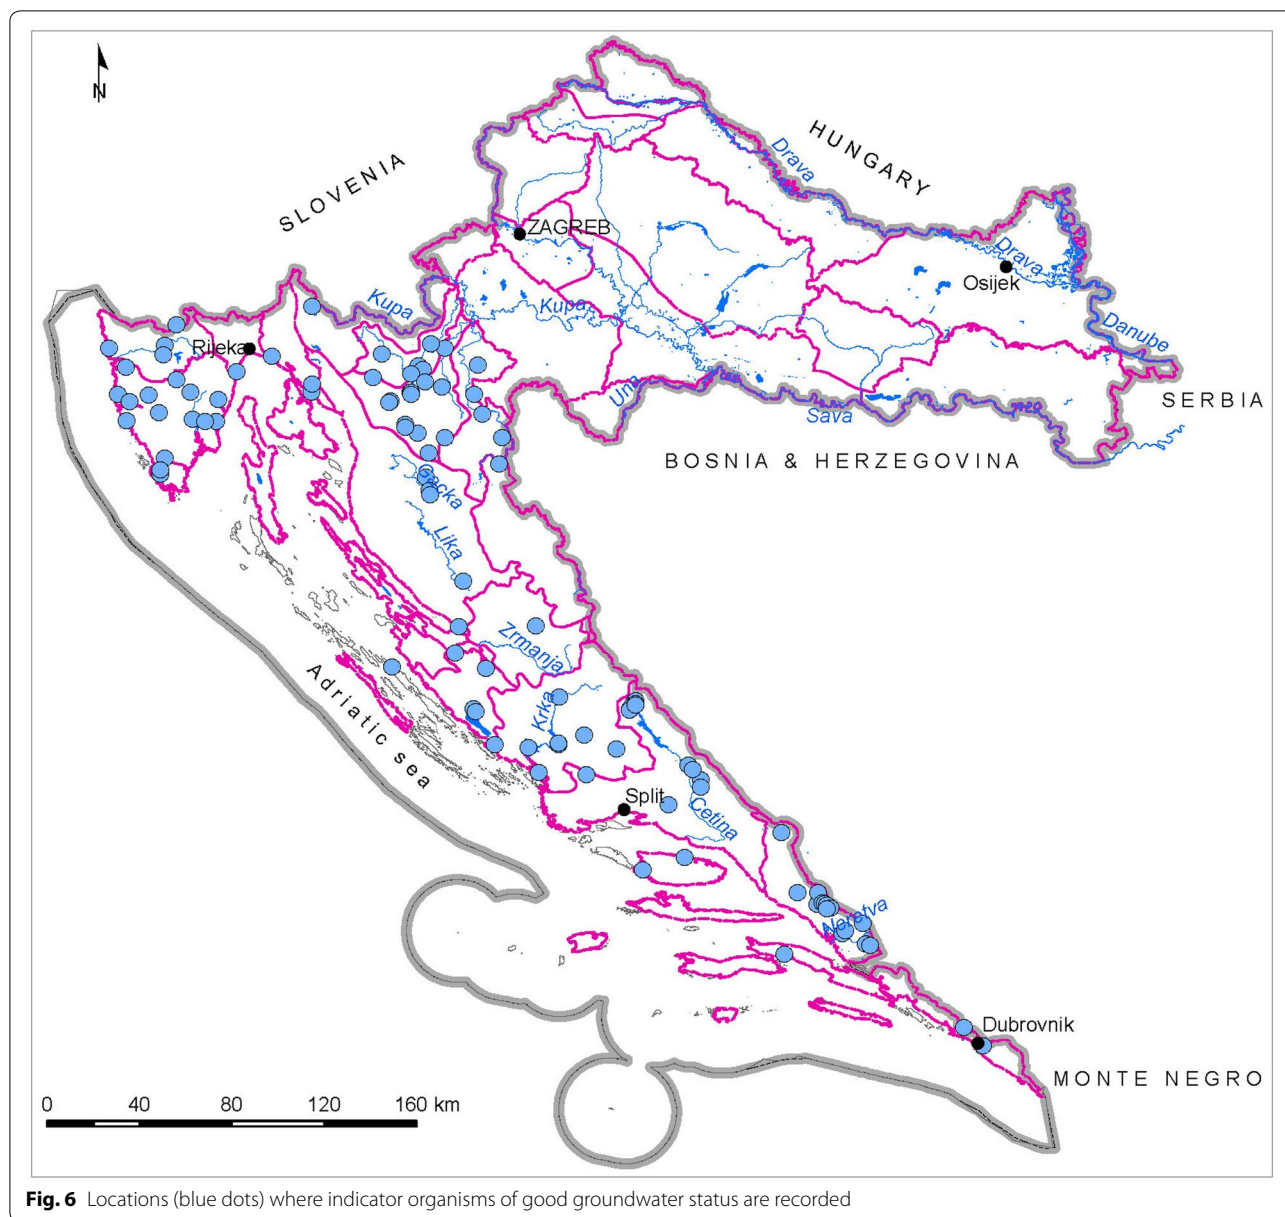 N
HUNGARY
Drava
SLOVENIA
ZAGREB
Drava
Osijek
Kupa
Kupa
Danube
Rijeka
Una
Sava
SERBIA
BOSNIA & HERZEGOVINA
Gacka
Lika
Zrmanja
Adriatic sea
Krka
Split
Cetina
Neretva
Dubrovnik
MONTE NEGRO
0 40 80 120 160 km
Fig. 6 Locations (blue dots) where indicator organisms of good groundwater status are recorded